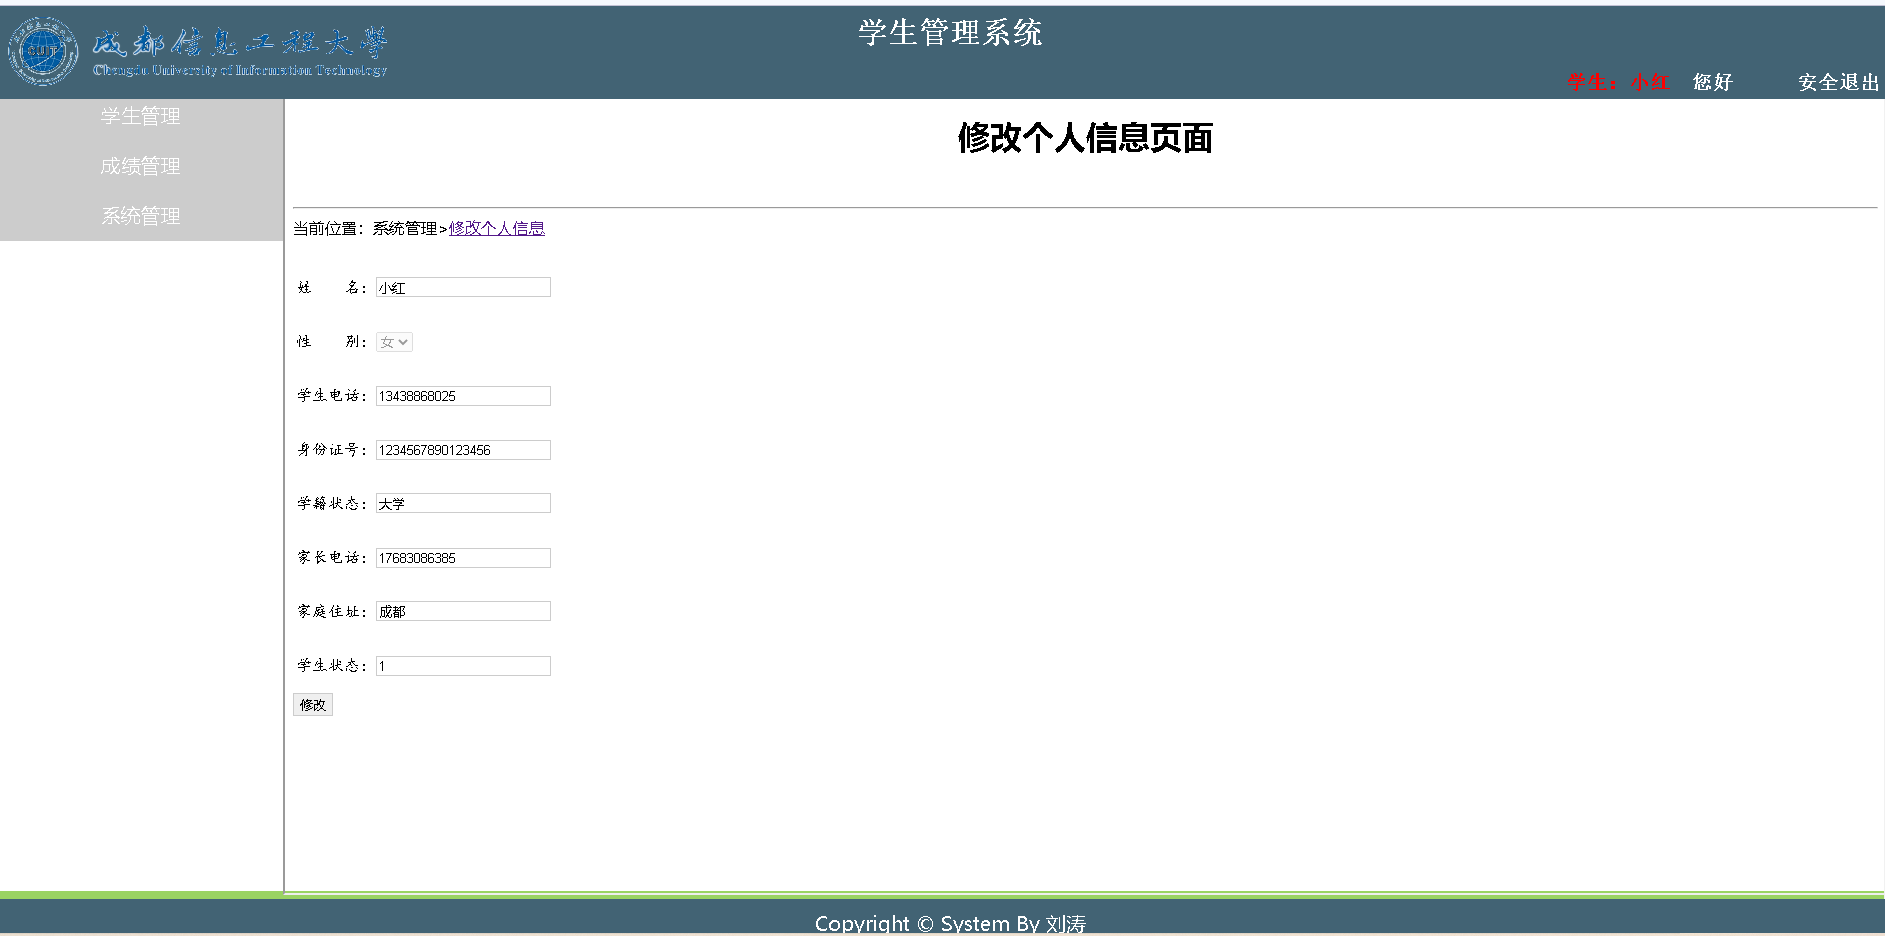 成都信息工程大学
Chengdu University of Information Technology
学生管理系统
学生：小红 您好 安全退出
学生管理
成绩管理
系统管理
修改个人信息页面
当前位置：系统管理>修改个人信息
姓 名：小红
性 别：女
学生电话：13438868025
身份证号：1234567890123456
学籍状态：大学
家长电话：17683086385
家庭住址：成都
学生状态：1
修改
Copyright © System By 刘涛